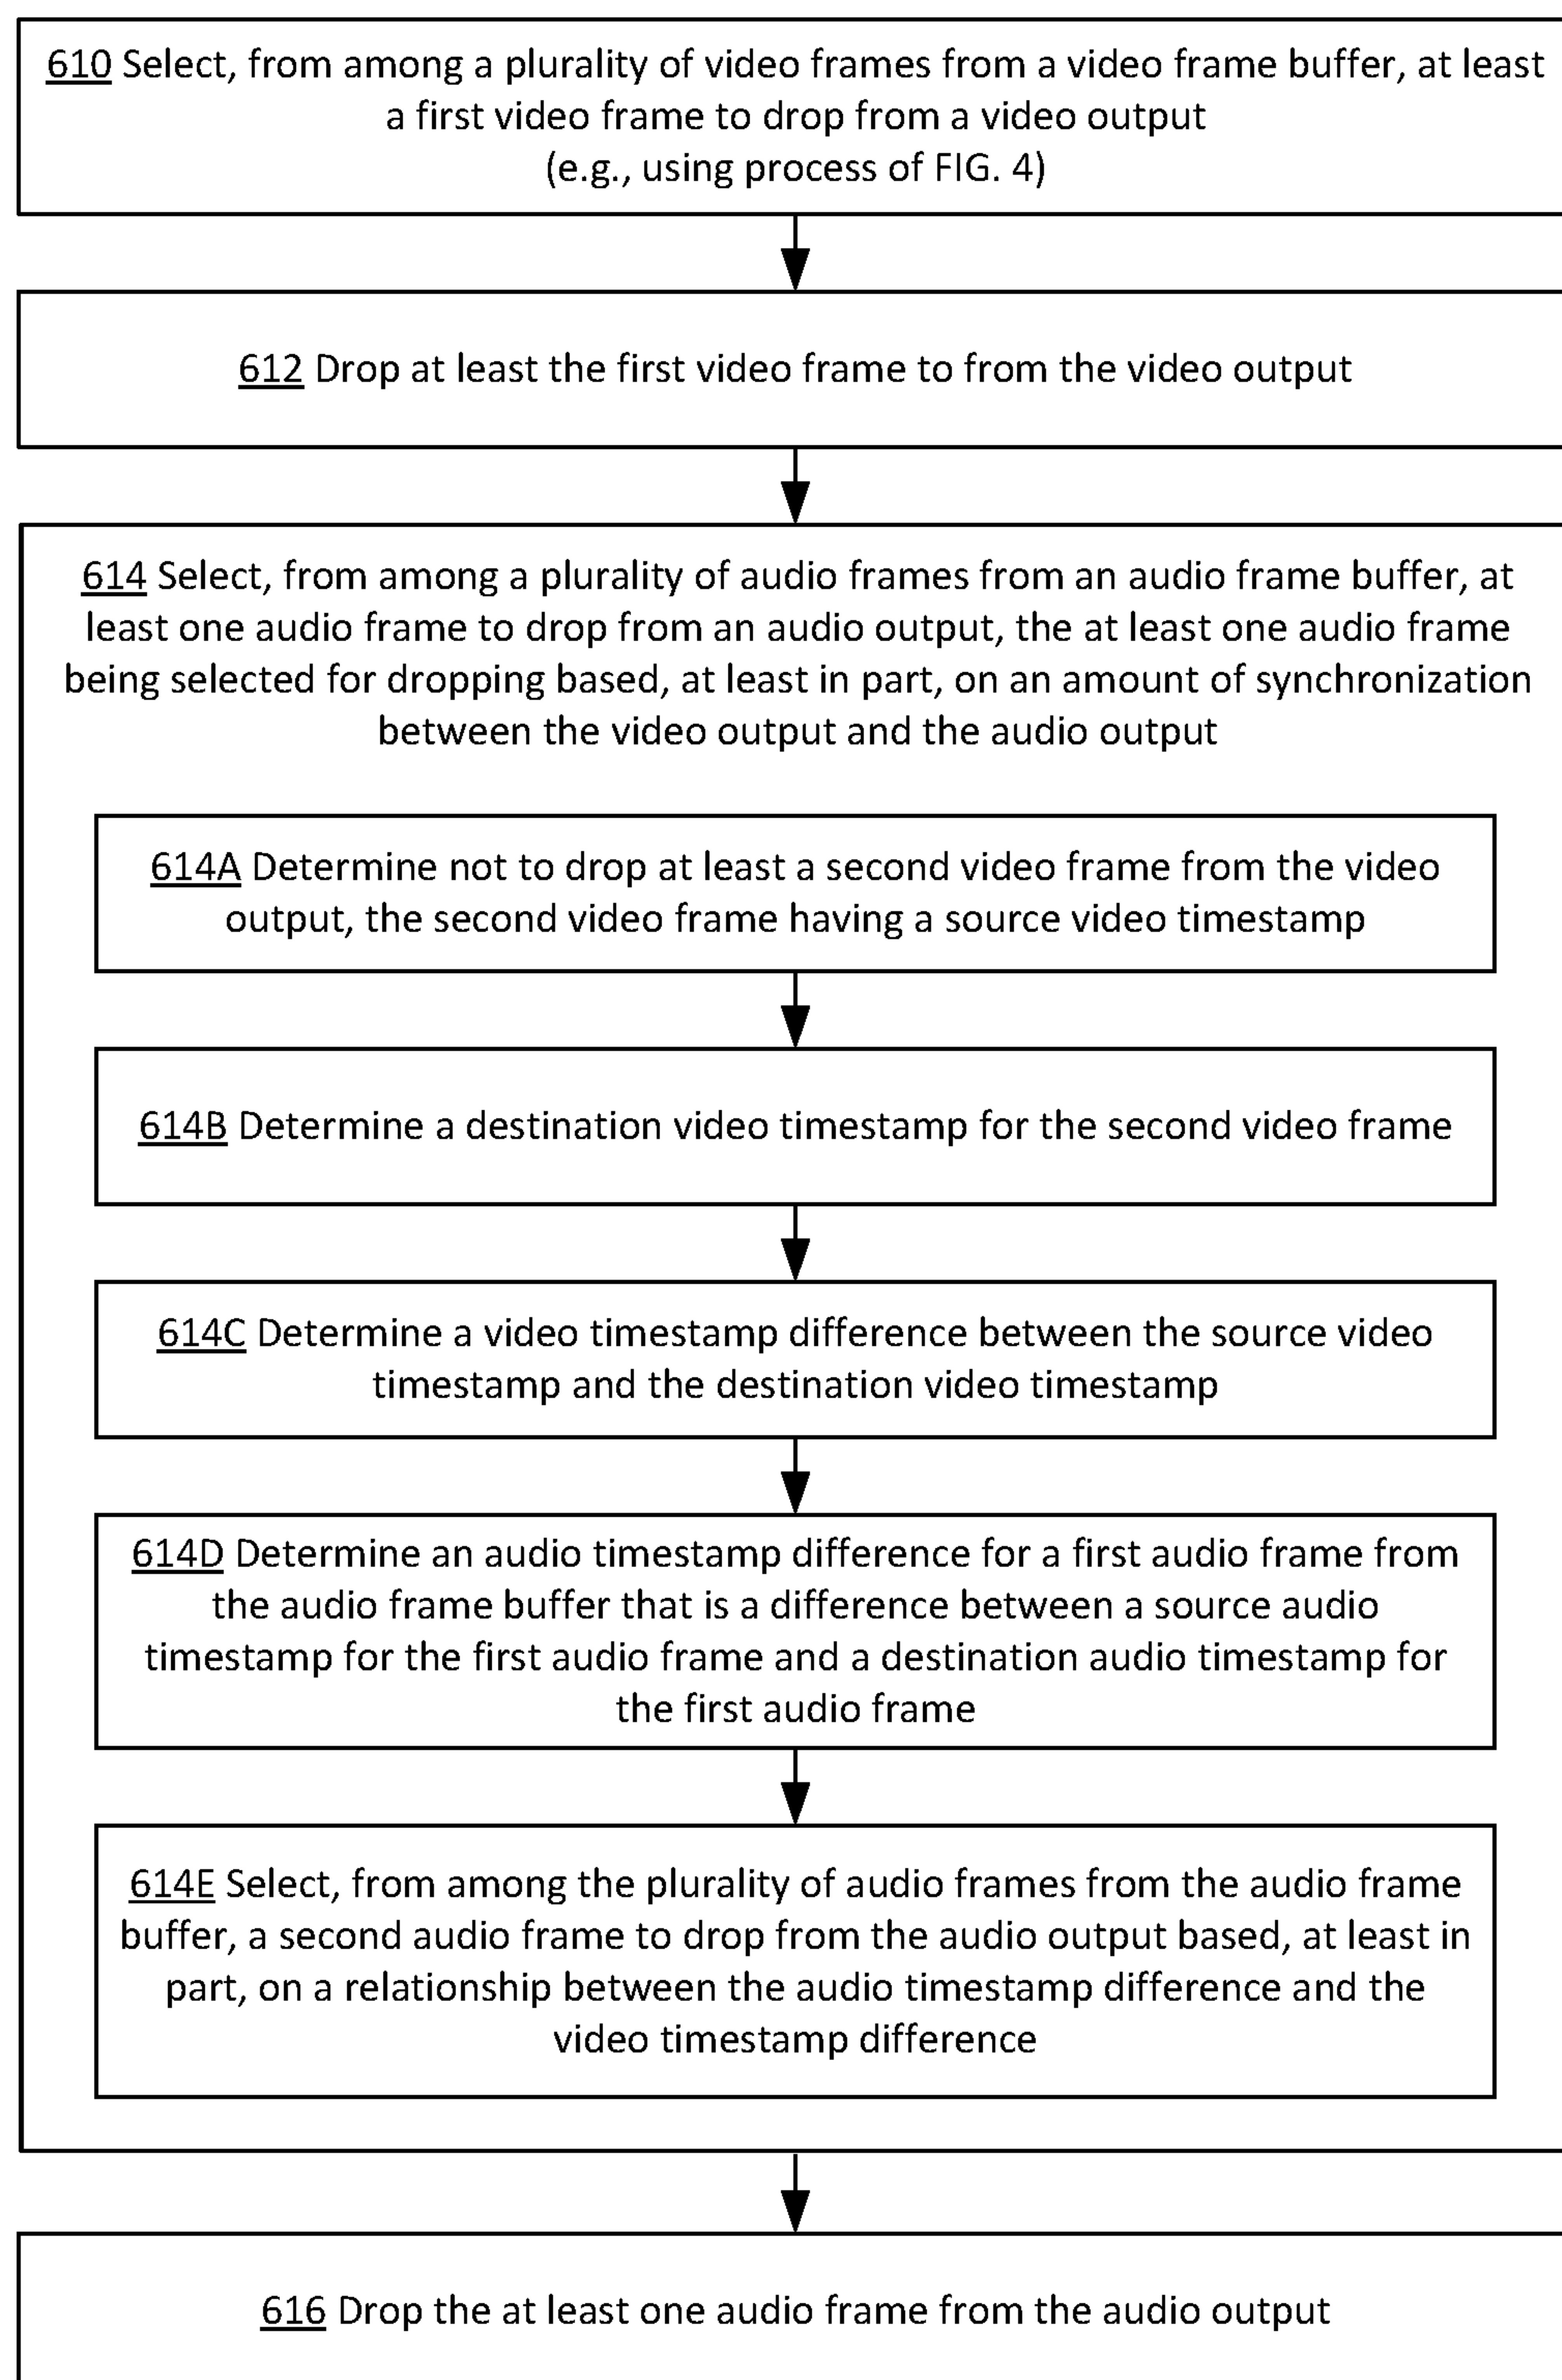 610 Select, from among a plurality of video frames from a video frame buffer, at least
a first video frame to drop from a video output
(e.g., using process of FIG. 4)
612 Drop at least the first video frame to from the video output
614 Select, from among a plurality of audio frames from an audio frame buffer, at
least one audio frame to drop from an audio output, the at least one audio frame
being selected for dropping based, at least in part, on an amount of synchronization
between the video output and the audio output
614A Determine not to drop at least a second video frame from the video
output, the second video frame having a source video timestamp
614B Determine a destination video timestamp for the second video frame
614C Determine a video timestamp difference between the source video
timestamp and the destination video timestamp
614D Determine an audio timestamp difference for a first audio frame from
the audio frame buffer that is a difference between a source audio
timestamp for the first audio frame and a destination audio timestamp for
the first audio frame
614E Select, from among the plurality of audio frames from the audio frame
buffer, a second audio frame to drop from the audio output based, at least in
part, on a relationship between the audio timestamp difference and the
video timestamp difference
616 Drop the at least one audio frame from the audio output